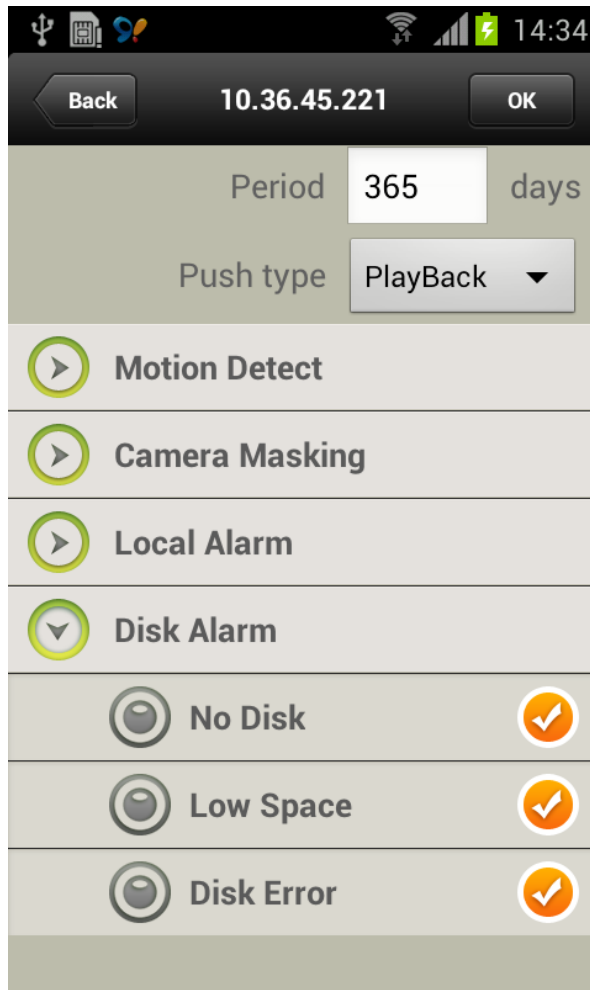 14:34
Back 10.36.45.221 OK
Period 365 days
Push type PlayBack
Motion Detect
Camera Masking
Local Alarm
Disk Alarm
No Disk
Low Space
Disk Error